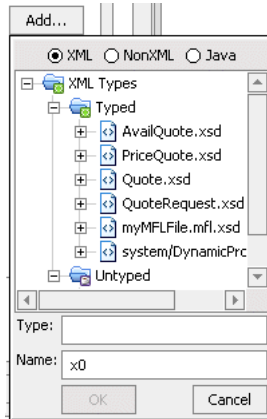 Add...
XML NonXML Java
XML Types
Typed
AvailQuote.xsd
PriceQuote.xsd
Quote.xsd
QuoteRequest.xsd
myMFLFile.mfl.xsd
system/DynamicPrc
Untyped
Type:
Name: x0
OK Cancel